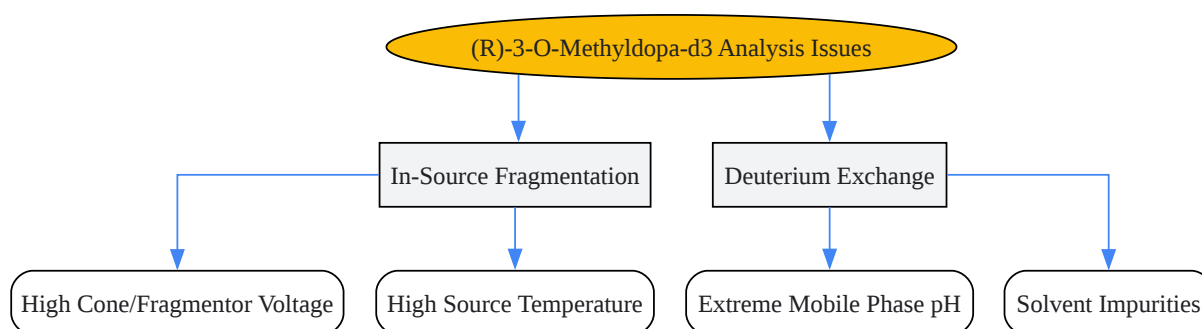 (R)-3-O-Methyldopa-d3 Analysis Issues
In-Source Fragmentation
Deuterium Exchange
High Cone/Fragmentor Voltage
High Source Temperature
Extreme Mobile Phase pH
Solvent Impurities